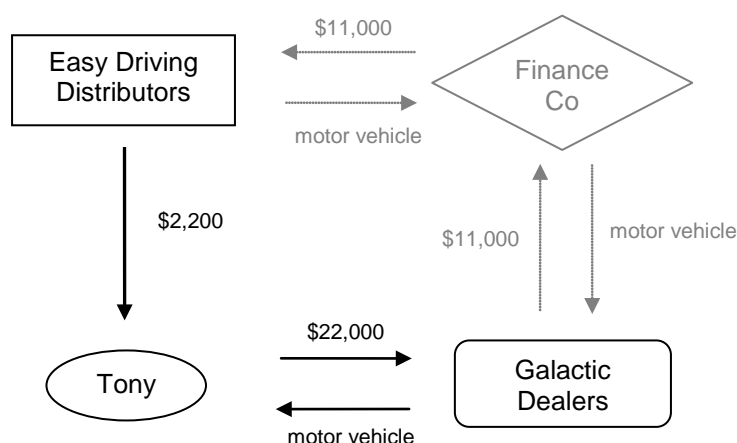 $11,000
Easy Driving
Distributors
Finance
Co
motor vehicle
$2,200
$11,000
motor vehicle
$22,000
Tony
Galactic
Dealers
motor vehicle